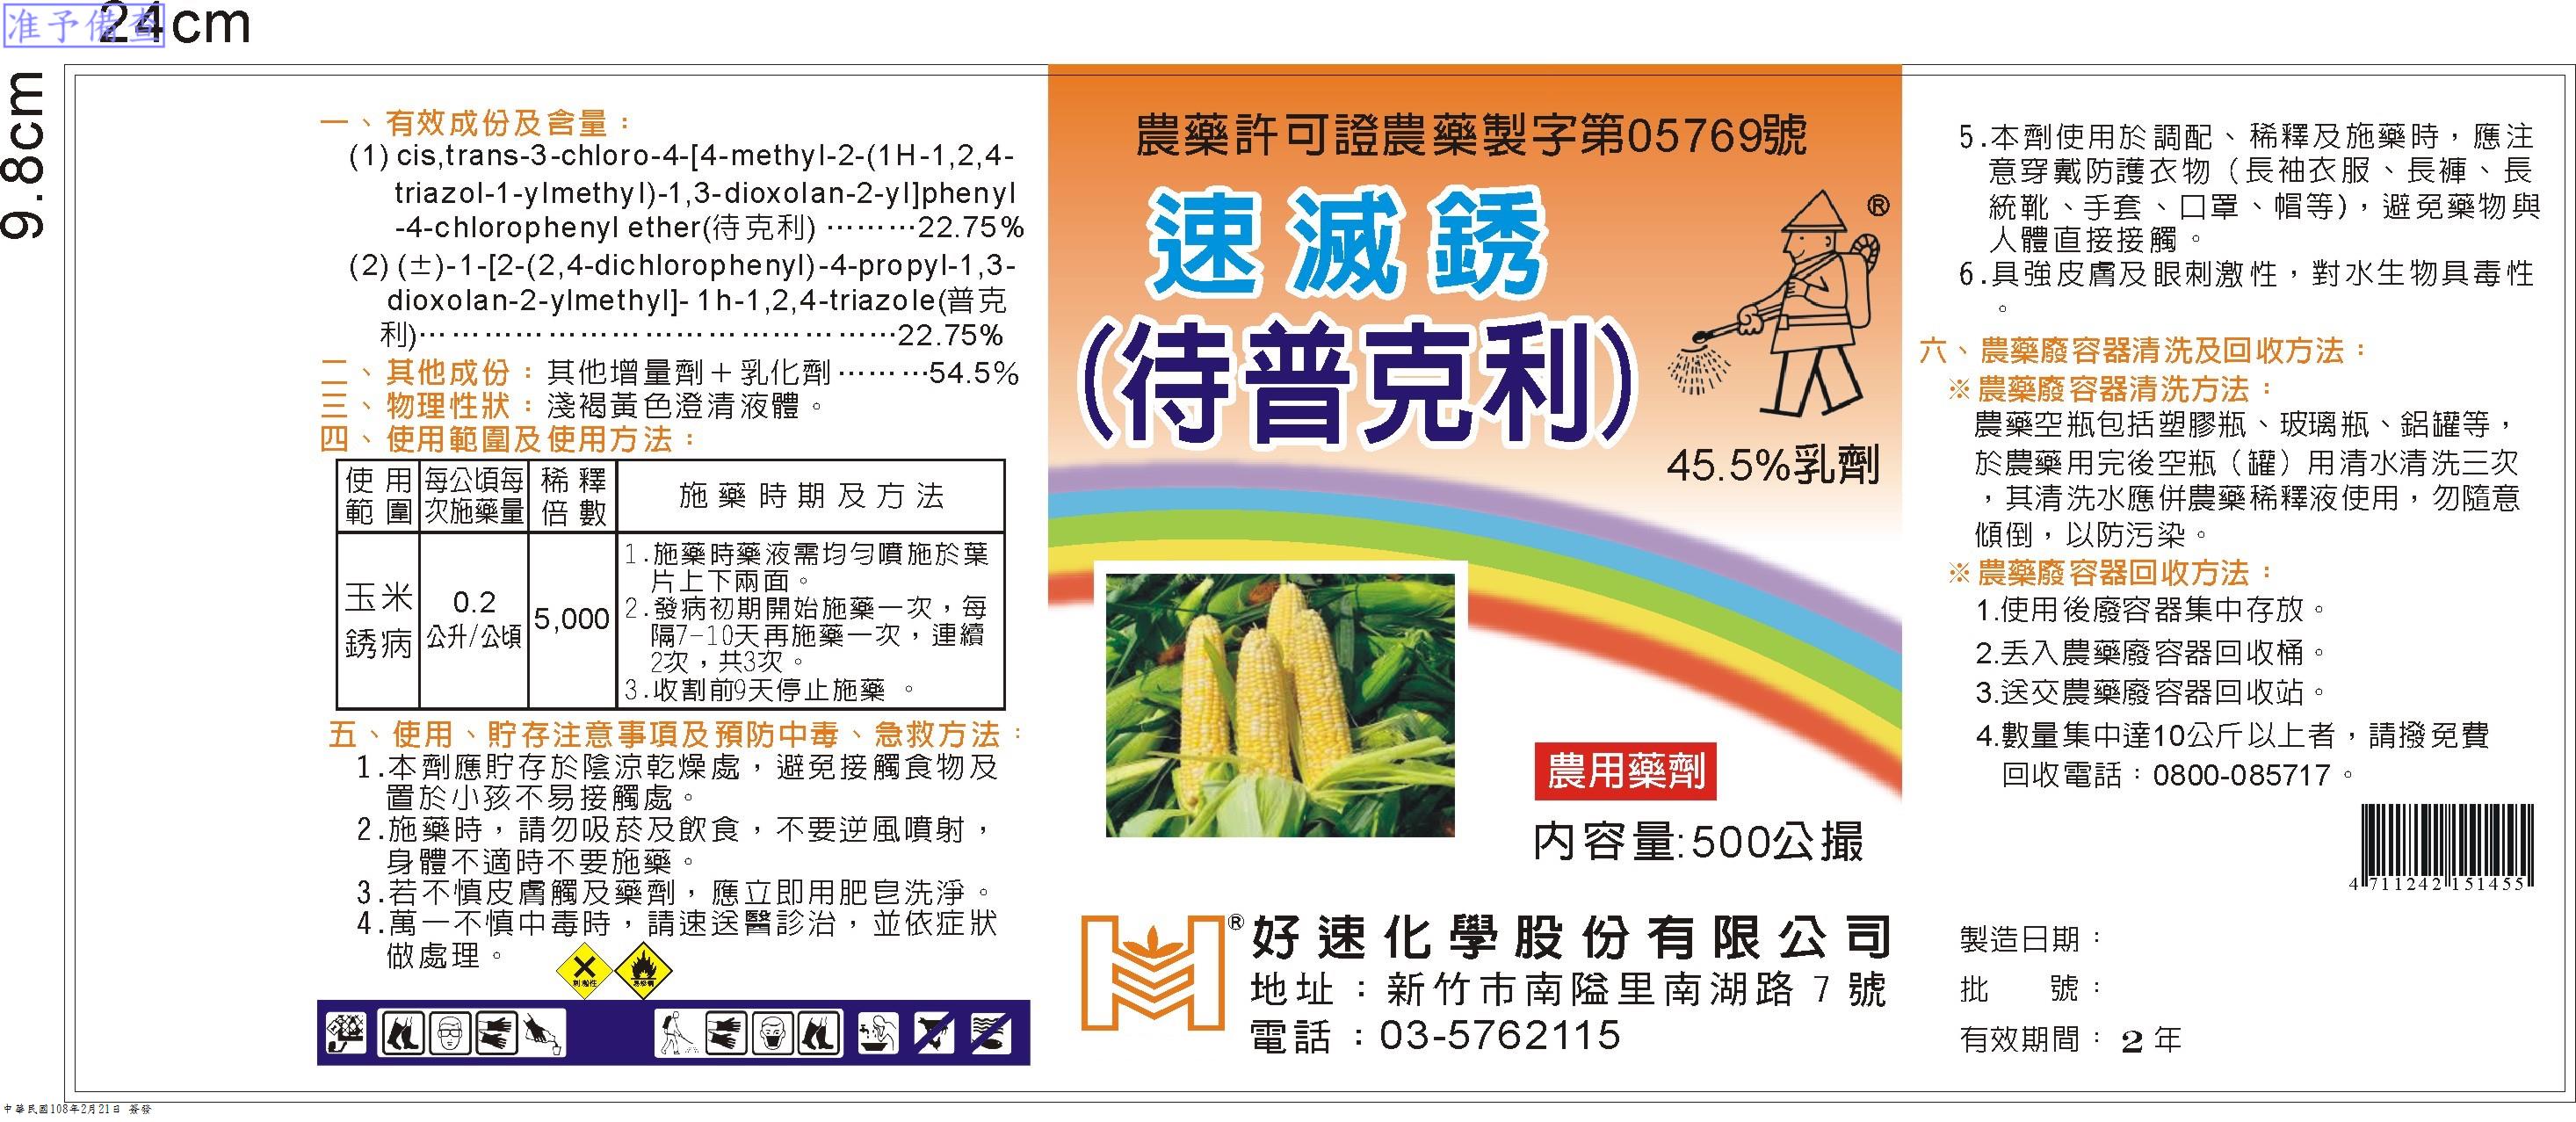 准予備查
24cm
9.8cm
一、有效成份及含量：
(1) cis,trans-3-chloro-4-[4-methyl-2-(1H-1,2,4-
triazol-1-ylmethyl)-1,3-dioxolan-2-yl]phenyl
-4-chlorophenyl ether(待克利) ………22.75%
(2) (±)-1-[2-(2,4-dichlorophenyl)-4-propyl-1,3-
dioxolan-2-ylmethyl]- 1h-1,2,4-triazole(普克
利)………………………………………22.75%
二、其他成份：其他增量劑＋乳化劑………54.5%
三、物理性狀：淺褐黃色澄清液體。
四、使用範圍及使用方法：
使用範圍
每公頃每次施藥量
稀釋倍數
施藥時期及方法
玉米銹病
0.2
公升/公頃
5,000
1.施藥時藥液需均勻噴施於葉
片上下兩面。
2.發病初期開始施藥一次，每
隔7-10天再施藥一次，連續
2次，共3次。
3.收割前9天停止施藥 。
五、使用、貯存注意事項及預防中毒、急救方法：
1.本劑應貯存於陰涼乾燥處，避免接觸食物及
置於小孩不易接觸處。
2.施藥時，請勿吸菸及飲食，不要逆風噴射，
身體不適時不要施藥。
3.若不慎皮膚觸及藥劑，應立即用肥皂洗淨。
4.萬一不慎中毒時，請速送醫診治，並依症狀
做處理。
刺激性
易燃性
農藥許可證農藥製字第05769號
速滅銹
®
(待普克利)
45.5%乳劑
農用藥劑
內容量:500公撮
® 好速化學股份有限公司
地址：新竹市南隘里南湖路 7 號
電話：03-5762115
5.本劑使用於調配、稀釋及施藥時，應注
意穿戴防護衣物（長袖衣服、長褲、長
統靴、手套、口罩、帽等)，避免藥物與
人體直接接觸。
6.具強皮膚及眼刺激性，對水生物具毒性
。
六、農藥廢容器清洗及回收方法：
※農藥廢容器清洗方法：
農藥空瓶包括塑膠瓶、玻璃瓶、鋁罐等，
於農藥用完後空瓶（罐）用清水清洗三次
，其清洗水應併農藥稀釋液使用，勿隨意
傾倒，以防污染。
※農藥廢容器回收方法：
1.使用後廢容器集中存放。
2.丟入農藥廢容器回收桶。
3.送交農藥廢容器回收站。
4.數量集中達10公斤以上者，請撥免費
回收電話：0800-085717。
4 711242 151455
製造日期：
批　號：
有效期間：2 年
中華民國108年2月21日 簽發